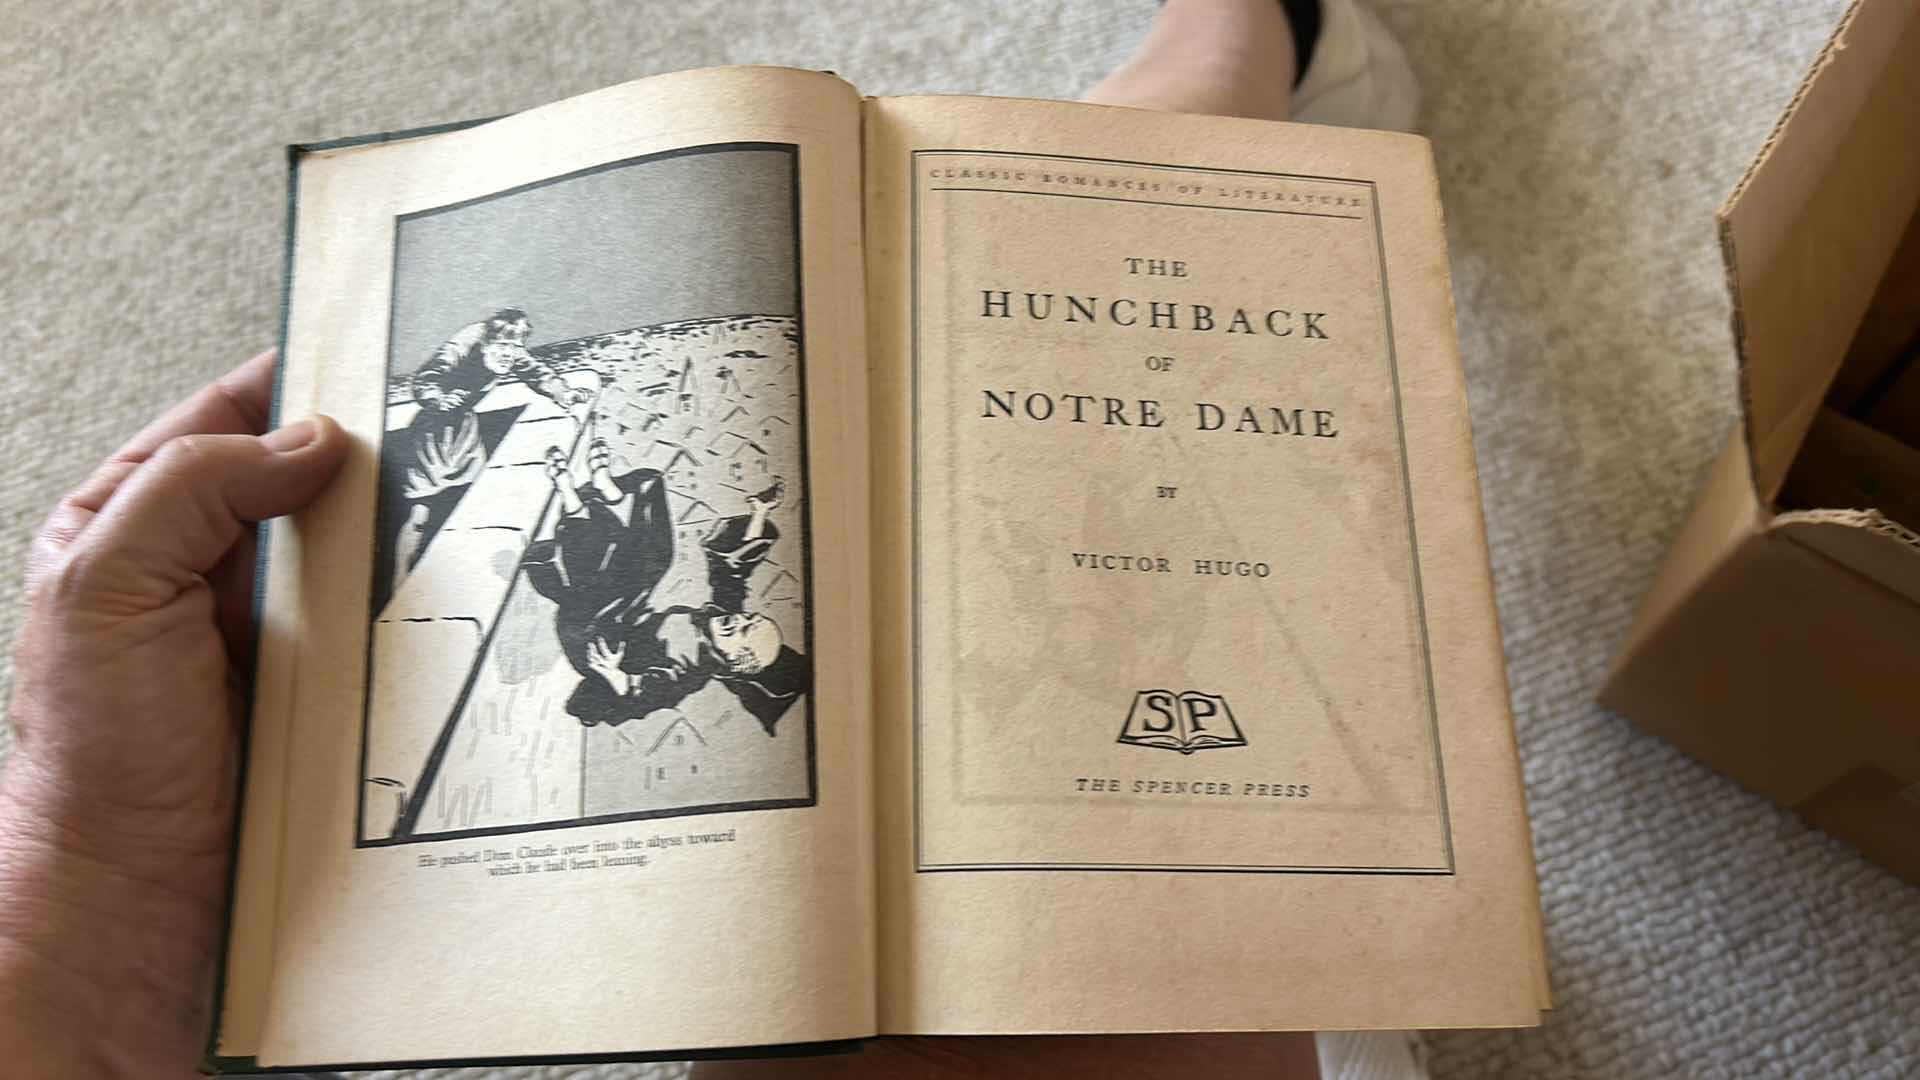 He pushed Dom Claude over into the abyss toward
which he had been leaning.
CLASSIC ROMANCES OF LITERATURE
THE
HUNCHBACK
OF
NOTRE DAME
BY
VICTOR HUGO
SP
THE SPENCER PRESS